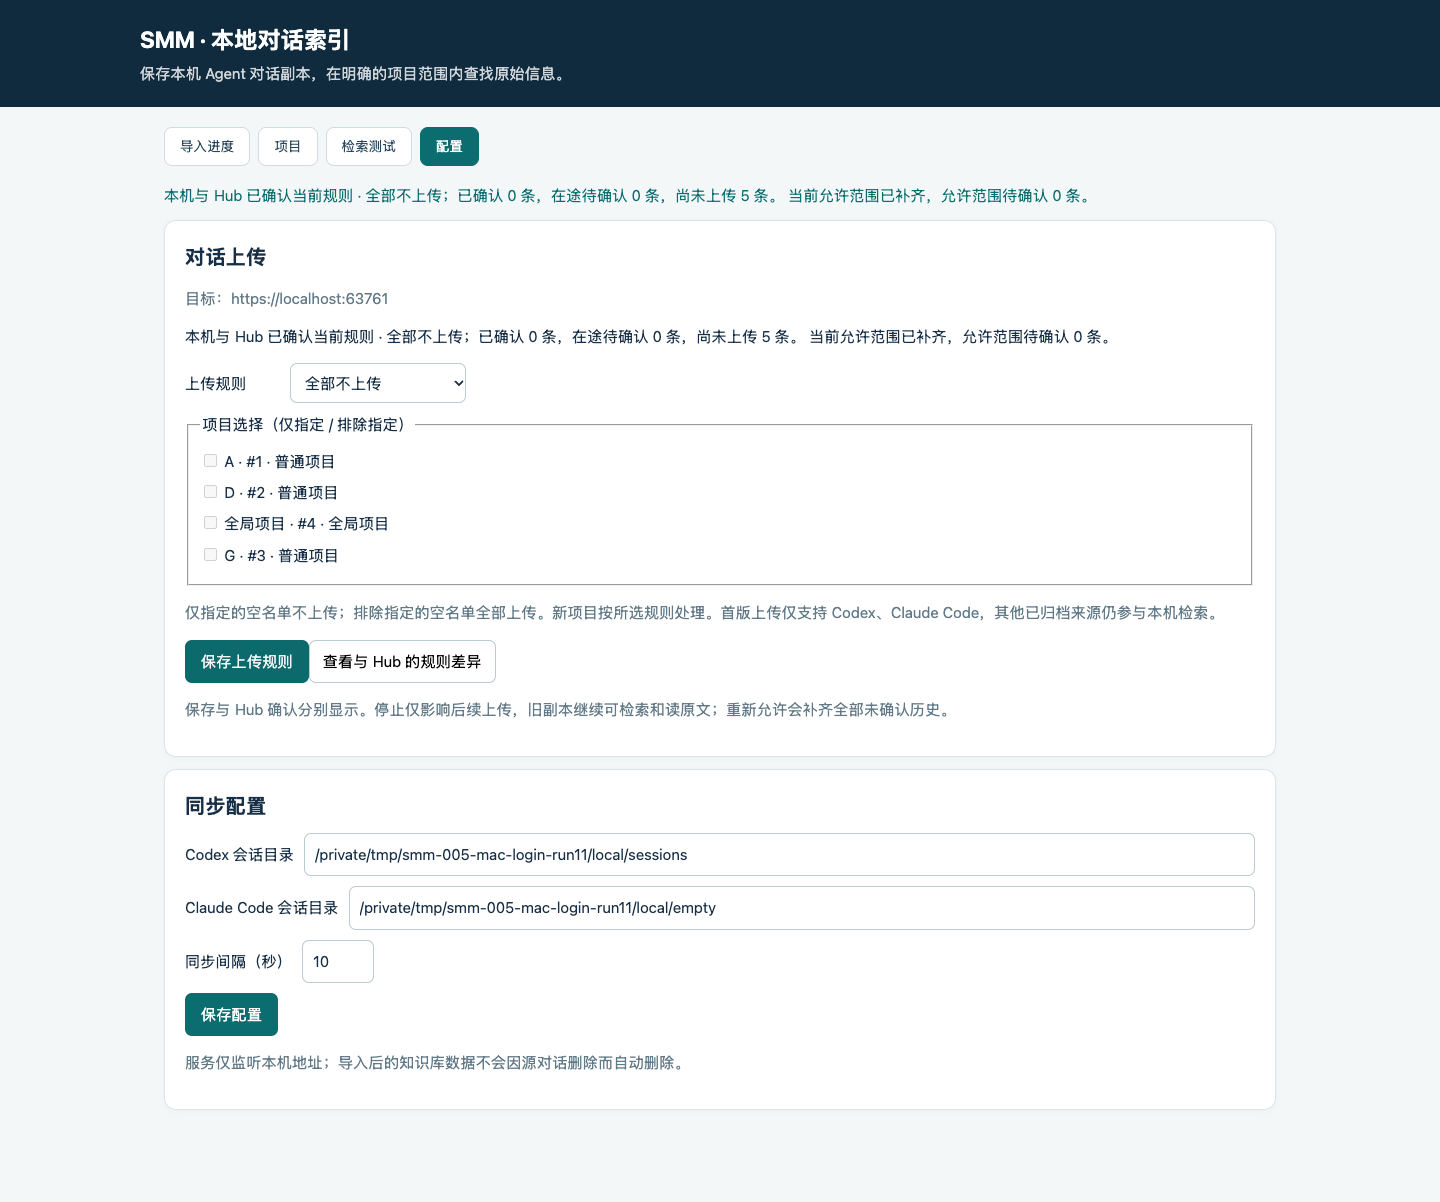 SMM · 本地对话索引
保存本机 Agent 对话副本，在明确的项目范围内查找原始信息。
导入进度 项目 检索测试 配置
本机与 Hub 已确认当前规则 · 全部不上传；已确认 0 条，在途待确认 0 条，尚未上传 5 条。 当前允许范围已补齐，允许范围待确认 0 条。
对话上传
目标：https://localhost:63761
本机与 Hub 已确认当前规则 · 全部不上传；已确认 0 条，在途待确认 0 条，尚未上传 5 条。 当前允许范围已补齐，允许范围待确认 0 条。
上传规则 全部不上传
项目选择（仅指定 / 排除指定）
A · #1 · 普通项目
D · #2 · 普通项目
全局项目 · #4 · 全局项目
G · #3 · 普通项目
仅指定的空名单不上传；排除指定的空名单全部上传。新项目按所选规则处理。首版上传仅支持 Codex、Claude Code，其他已归档来源仍参与本机检索。
保存上传规则 查看与 Hub 的规则差异
保存与 Hub 确认分别显示。停止仅影响后续上传，旧副本继续可检索和读原文；重新允许会补齐全部未确认历史。
同步配置
Codex 会话目录 /private/tmp/smm-005-mac-login-run11/local/sessions
Claude Code 会话目录 /private/tmp/smm-005-mac-login-run11/local/empty
同步间隔（秒） 10
保存配置
服务仅监听本机地址；导入后的知识库数据不会因源对话删除而自动删除。